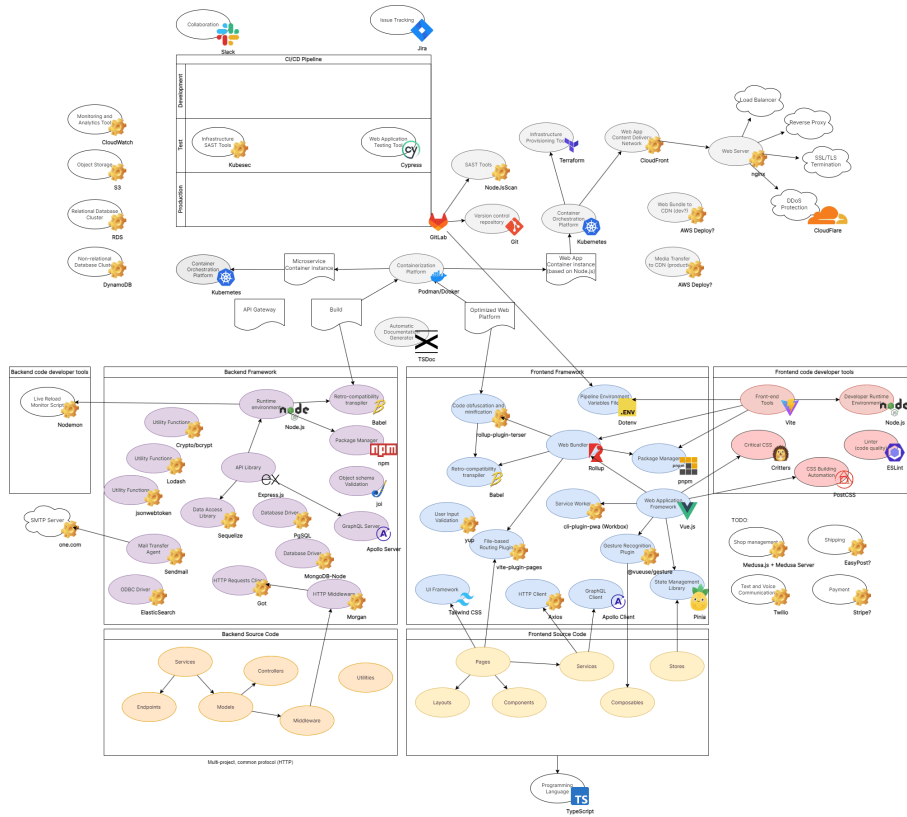 Collaboration
Slack
Issue Tracking
Jira
CI/CD Pipeline
Development
Test
Production
Infrastructure
SAST Tools
Kubesec
Web Application
Testing Tool
Cypress
GitLab
Monitoring and
Analytics Tool
CloudWatch
Object Storage
S3
Relational Database
Cluster
RDS
Non-relational
Database Cluster
DynamoDB
SAST Tools
NodeJsScan
Version control
repository
Git
Infrastructure
Provisioning Tool
Terraform
Web App
Content Delivery
Network
CloudFront
Container
Orchestration
Platform
Kubernetes
Web Server
nginx
Load Balancer
Reverse Proxy
SSL/TLS
Termination
DDoS
Protection
CloudFlare
Web Bundle to
CDN (dev?)
AWS Deploy?
Media Transfer
to CDN (production)
AWS Deploy?
Container
Orchestration
Platform
Kubernetes
Microservice
Container instance
Containerization
Platform
Podman/Docker
Web App
Container instance
(based on Node.js)
API Gateway
Build
Optimized Web
Platform
Automatic
Documentation
Generator
TSDoc
Backend code developer tools
Live Reload
Monitor Script
Nodemon
SMTP Server
one.com
Backend Framework
Runtime
environment
Node.js
Retro-compatibility
transpiler
Babel
Utility Functions
Crypto/bcrypt
Package Manager
npm
Utility Functions
Lodash
API Library
Express.js
Object schema
Validation
joi
Utility Functions
jsonwebtoken
Data Access
Library
Sequelize
Database Driver
PgSQL
GraphQL Server
Apollo Server
Mail Transfer
Agent
Sendmail
Database Driver
MongoDB-Node
ODBC Driver
ElasticSearch
HTTP Requests Client
Got
HTTP Middleware
Morgan
Frontend Framework
Code obfuscation and
minification
rollup-plugin-terser
Pipeline Environment
Variables File
Dotenv
.ENV
Web Bundler
Rollup
Retro-compatibility
transpiler
Babel
Package Manager
pnpm
Service Worker
cli-plugin-pwa (Workbox)
Web Application
Framework
Vue.js
User Input
Validation
yup
File-based
Routing Plugin
vite-plugin-pages
Gesture Recognition
Plugin
@vueuse/gesture
UI Framework
Tailwind CSS
HTTP Client
Axios
GraphQL
Client
Apollo Client
State Management
Library
Pinia
Frontend code developer tools
Front-end
Tools
Vite
Developer Runtime
Environment
Node.js
Critical CSS
Critters
Linter
(code quality)
ESLint
CSS Building
Automation
PostCSS
TODO:
Shop management
Medusa.js + Medusa Server
Shipping
EasyPost?
Text and Voice
Communication
Twilio
Payment
Stripe?
Backend Source Code
Services
Controllers
Utilities
Endpoints
Models
Middleware
Multi-project, common protocol (HTTP)
Frontend Source Code
Pages
Services
Stores
Layouts
Components
Composables
Programming
Language
TS
TypeScript